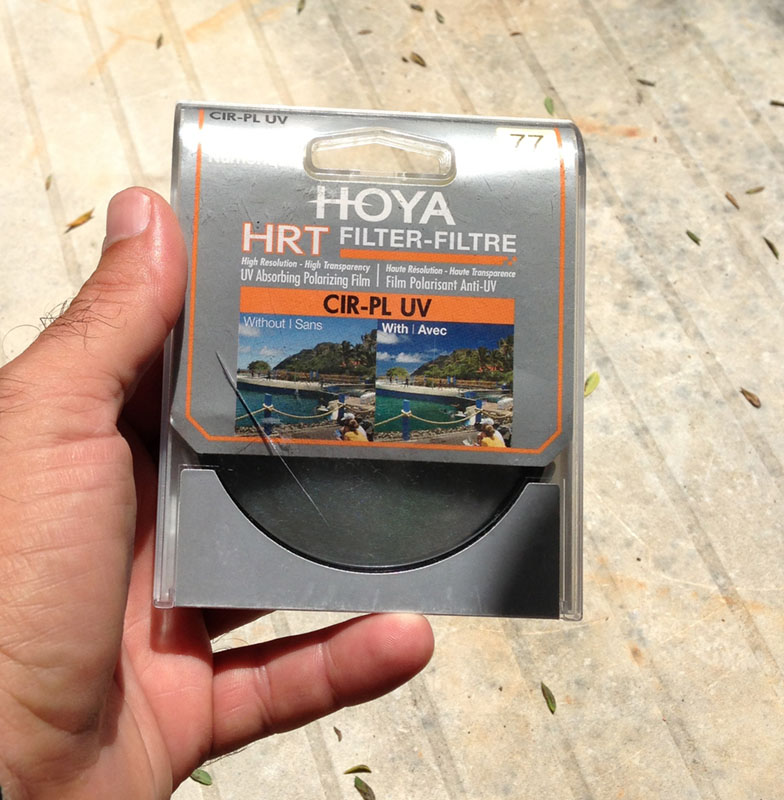 CIR-PL UV
77
HOYA
HRT FILTER-FILTRE
High Resolution - High Transparency
UV Absorbing Polarizing Film
Haute Résolution - Haute Transparence
Film Polarisant Anti-UV
CIR-PL UV
Without | Sans
With | Avec